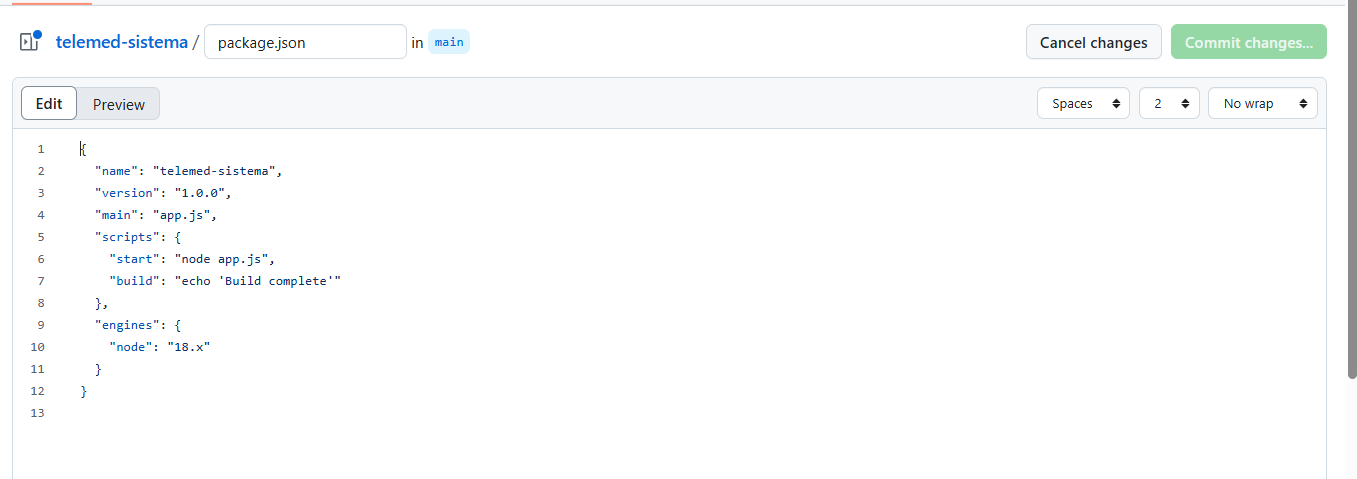 telemed-sistema / package.json in main Cancel changes Commit changes...
Edit Preview Spaces 2 No wrap
1 {
2 "name": "telemed-sistema",
3 "version": "1.0.0",
4 "main": "app.js",
5 "scripts": {
6 "start": "node app.js",
7 "build": "echo 'Build complete'"
8 },
9 "engines": {
10 "node": "18.x"
11 }
12 }
13